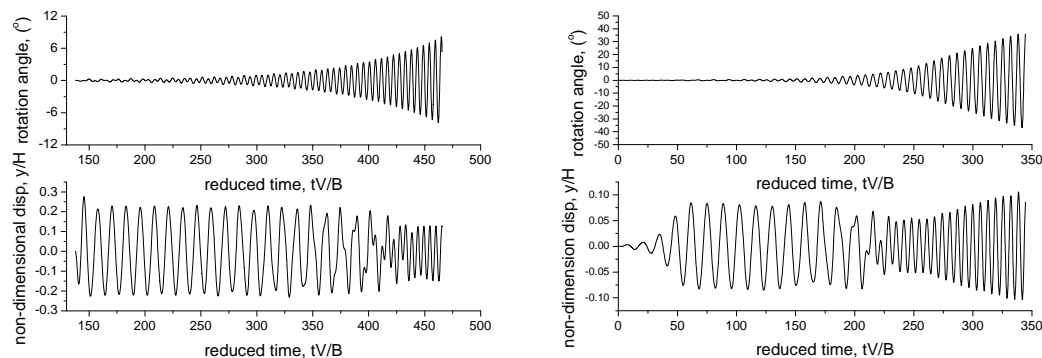 rotation angle, (°)
12
6
0
-6
-12
150 200 250 300 350 400 450 500
reduced time, tV/B
non-dimensional disp, y/H
0.3
0.2
0.1
0.0
-0.1
-0.2
-0.3
150 200 250 300 350 400 450 500
reduced time, tV/B
rotation angle, (°)
50
40
30
20
10
0
-10
-20
-30
-40
-50
0 50 100 150 200 250 300 350
reduced time, tV/B
non-dimension disp, y/H
0.10
0.05
0.00
-0.05
-0.10
0 50 100 150 200 250 300 350
reduced time, tV/B